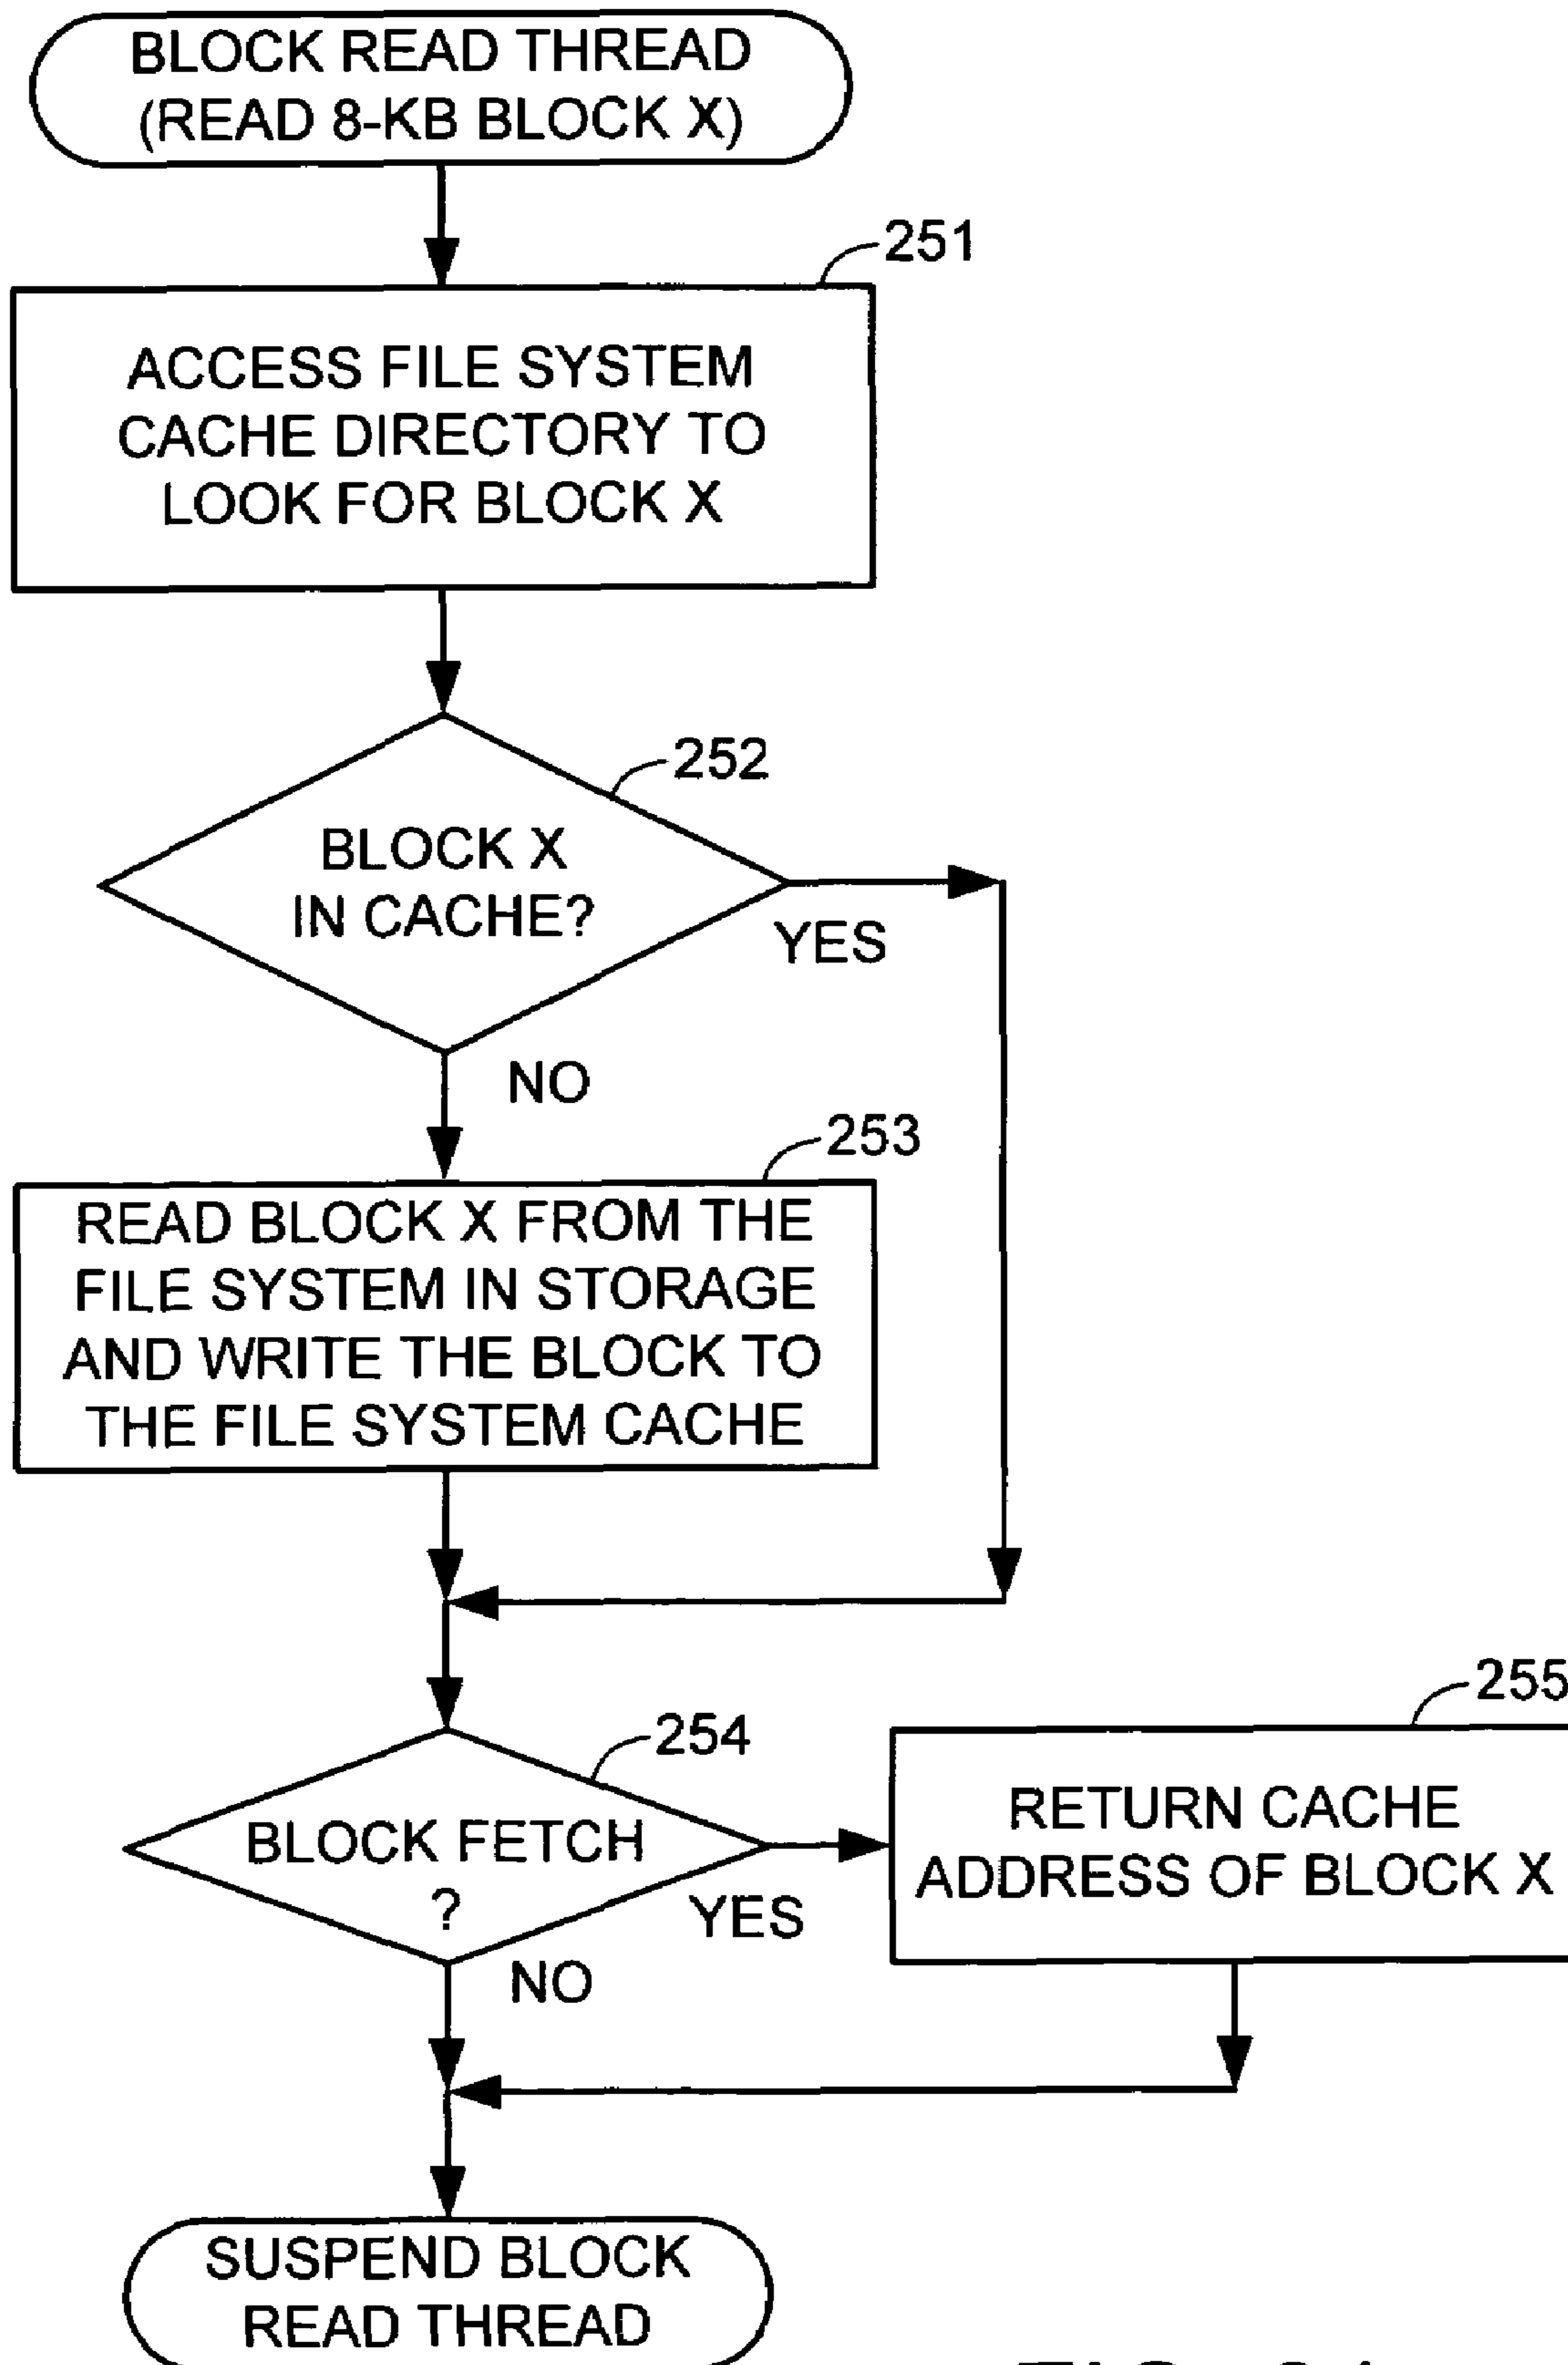 BLOCK READ THREAD
(READ 8-KB BLOCK X)
251
ACCESS FILE SYSTEM
CACHE DIRECTORY TO
LOOK FOR BLOCK X
252
BLOCK X
IN CACHE?
YES
NO
253
READ BLOCK X FROM THE
FILE SYSTEM IN STORAGE
AND WRITE THE BLOCK TO
THE FILE SYSTEM CACHE
254
BLOCK FETCH
?
YES
NO
255
RETURN CACHE
ADDRESS OF BLOCK X
SUSPEND BLOCK
READ THREAD